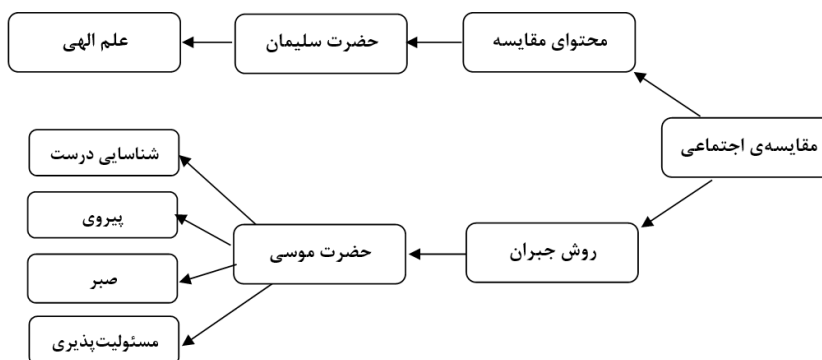 مقایسه‌ی اجتماعی
محتوای مقایسه
حضرت سلیمان
علم الهی
روش جبران
حضرت موسی
شناسایی درست
پیروی
صبر
مسئولیت‌پذیری